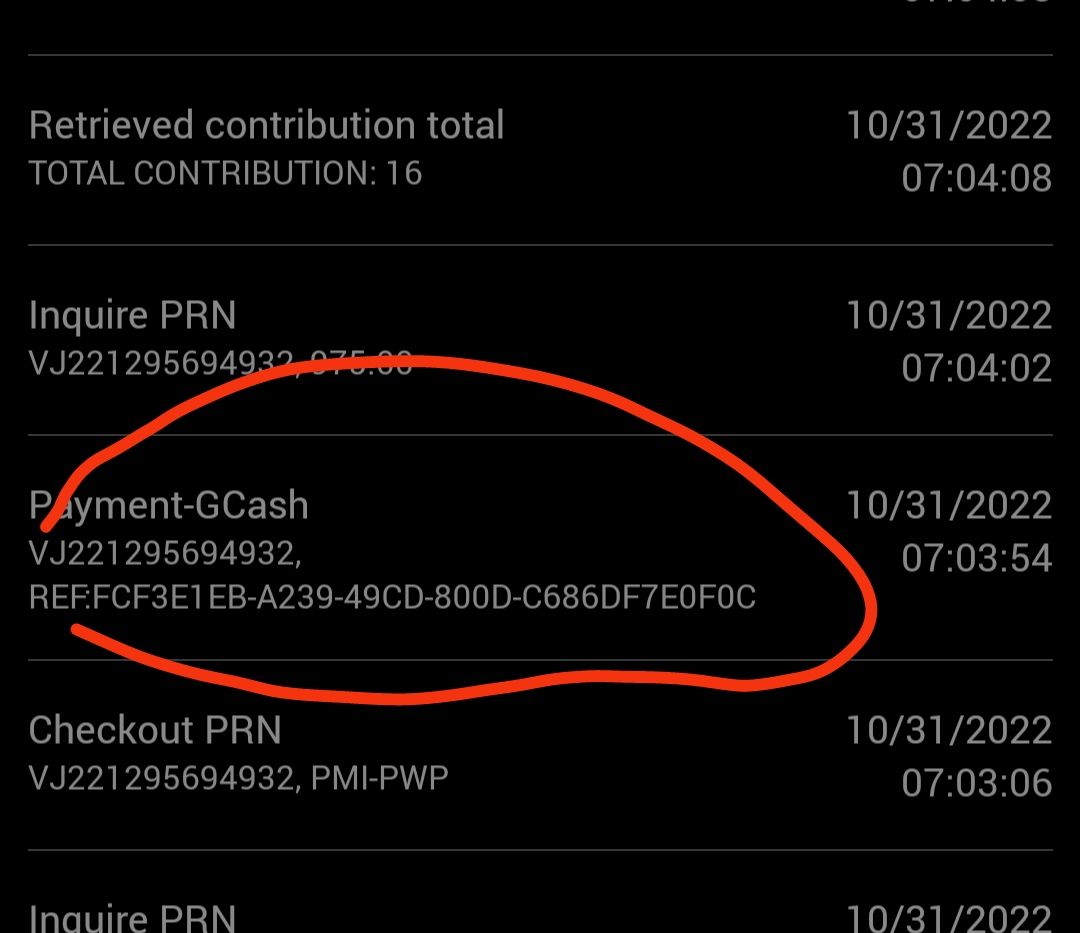 Retrieved contribution total 10/31/2022
TOTAL CONTRIBUTION: 16 07:04:08
Inquire PRN 10/31/2022
VJ221295694932, 975.00 07:04:02
Payment-GCash 10/31/2022
VJ221295694932, 07:03:54
REF:FCF3E1EB-A239-49CD-800D-C686DF7E0F0C
Checkout PRN 10/31/2022
VJ221295694932, PMI-PWP 07:03:06
Inquire PRN 10/31/2022